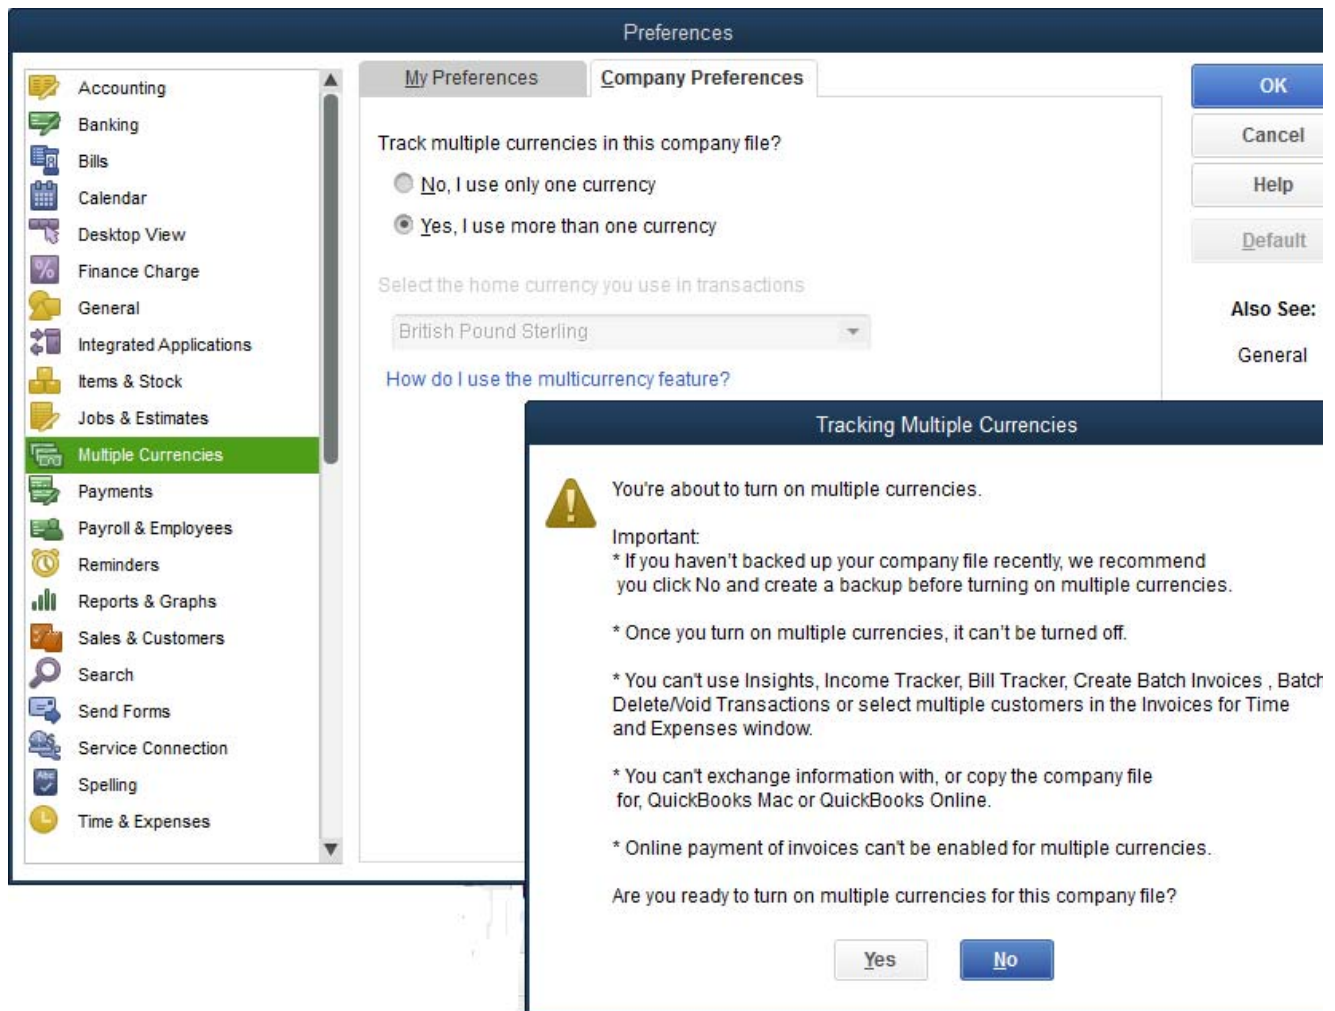 Preferences
Accounting
Banking
Bills
Calendar
Desktop View
Finance Charge
General
Integrated Applications
Items & Stock
Jobs & Estimates
Multiple Currencies
Payments
Payroll & Employees
Reminders
Reports & Graphs
Sales & Customers
Search
Send Forms
Service Connection
Abc
Spelling
Time & Expenses
My Preferences
Company Preferences
Track multiple currencies in this company file?
No, I use only one currency
Yes, I use more than one currency
Select the home currency you use in transactions
British Pound Sterling
How do I use the multicurrency feature?
OK
Cancel
Help
Default
Also See:
General
Tracking Multiple Currencies
You're about to turn on multiple currencies.
Important:
* If you haven't backed up your company file recently, we recommend
you click No and create a backup before turning on multiple currencies.
* Once you turn on multiple currencies, it can't be turned off.
* You can't use Insights, Income Tracker, Bill Tracker, Create Batch Invoices , Batch
Delete/Void Transactions or select multiple customers in the Invoices for Time
and Expenses window.
* You can't exchange information with, or copy the company file
for, QuickBooks Mac or QuickBooks Online.
* Online payment of invoices can't be enabled for multiple currencies.
Are you ready to turn on multiple currencies for this company file?
Yes
No